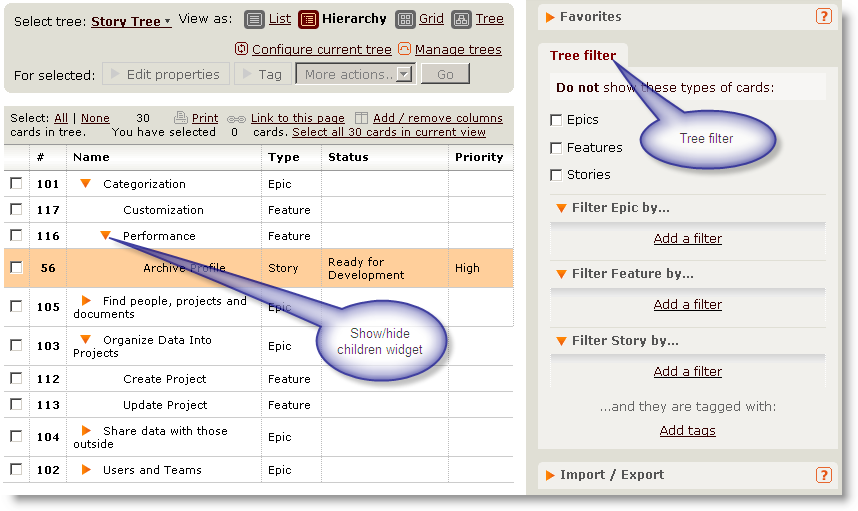 Select tree: Story Tree View as: List Hierarchy Grid Tree
Configure current tree Manage trees
For selected: Edit properties Tag More actions.. Go
Select: All | None 30 Print Link to this page Add / remove columns
cards in tree. You have selected 0 cards. Select all 30 cards in current view
# Name Type Status Priority
101 Categorization Epic
117 Customization Feature
116 Performance Feature
56 Archive Profile Story Ready for
Development High
105 Find people, projects and
documents Epic
103 Organize Data Into
Projects Epic
112 Create Project Feature
113 Update Project Feature
104 Share data with those
outside Epic
102 Users and Teams Epic
Show/hide
children widget
Favorites ?
Tree filter
Do not show these types of cards:
Epics
Features
Stories
Tree filter
Filter Epic by...
Add a filter
Filter Feature by...
Add a filter
Filter Story by...
Add a filter
...and they are tagged with:
Add tags
Import / Export ?